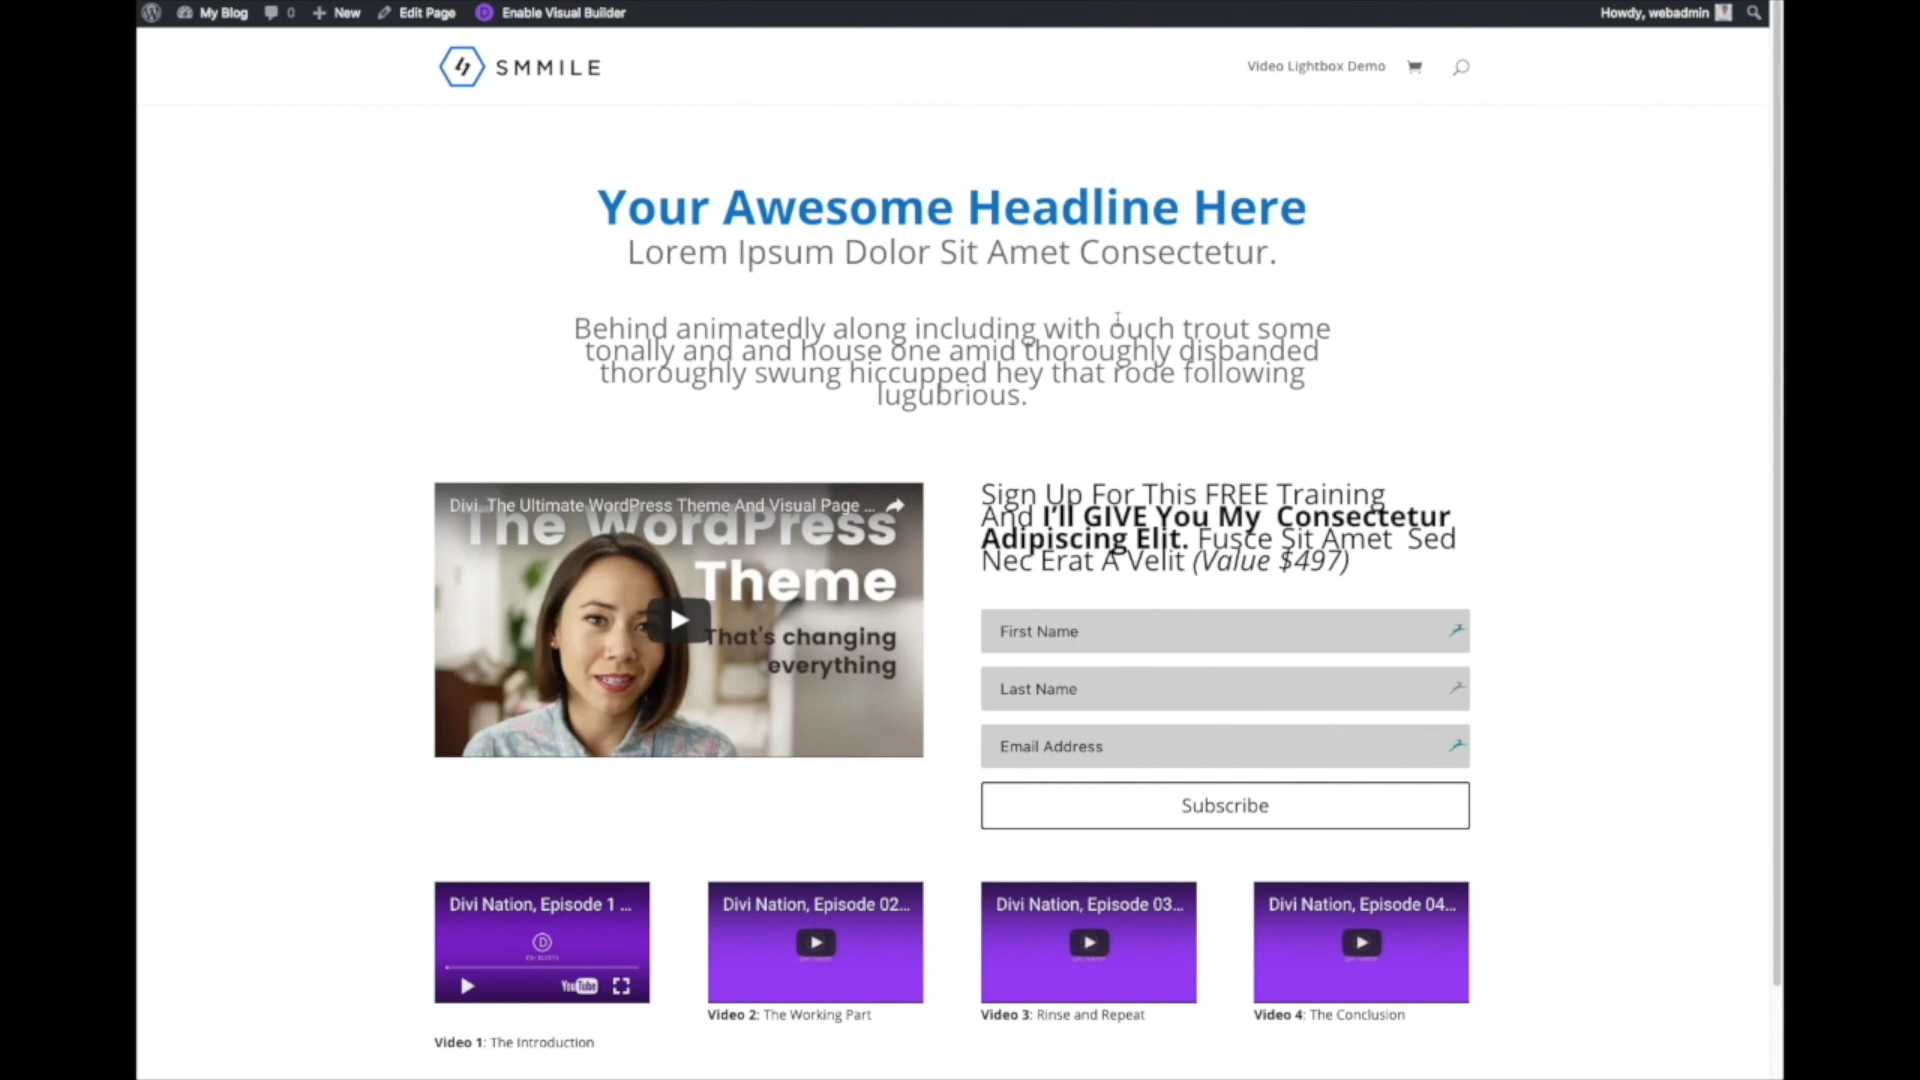 My Blog 0 New Edit Page Enable Visual Builder Howdy, webadmin
SMMILE
Video Lightbox Demo
Your Awesome Headline Here
Lorem Ipsum Dolor Sit Amet Consectetur.
Behind animatedly along including with ouch trout some
tonally and and house one amid thoroughly disbanded
thoroughly swung hiccupped hey that rode following
lugubrious.
Divi. The Ultimate WordPress Theme And Visual Page ...
The WordPress
Theme
That's changing
everything
Sign Up For This FREE Training
And I'll GIVE You My Consectetur
Adipiscing Elit. Fusce Sit Amet Sed
Nec Erat A Velit (Value $497)
First Name
Last Name
Email Address
Subscribe
Divi Nation, Episode 1 ...
YouTube
Video 1: The Introduction
Divi Nation, Episode 02...
Video 2: The Working Part
Divi Nation, Episode 03...
Video 3: Rinse and Repeat
Divi Nation, Episode 04...
Video 4: The Conclusion